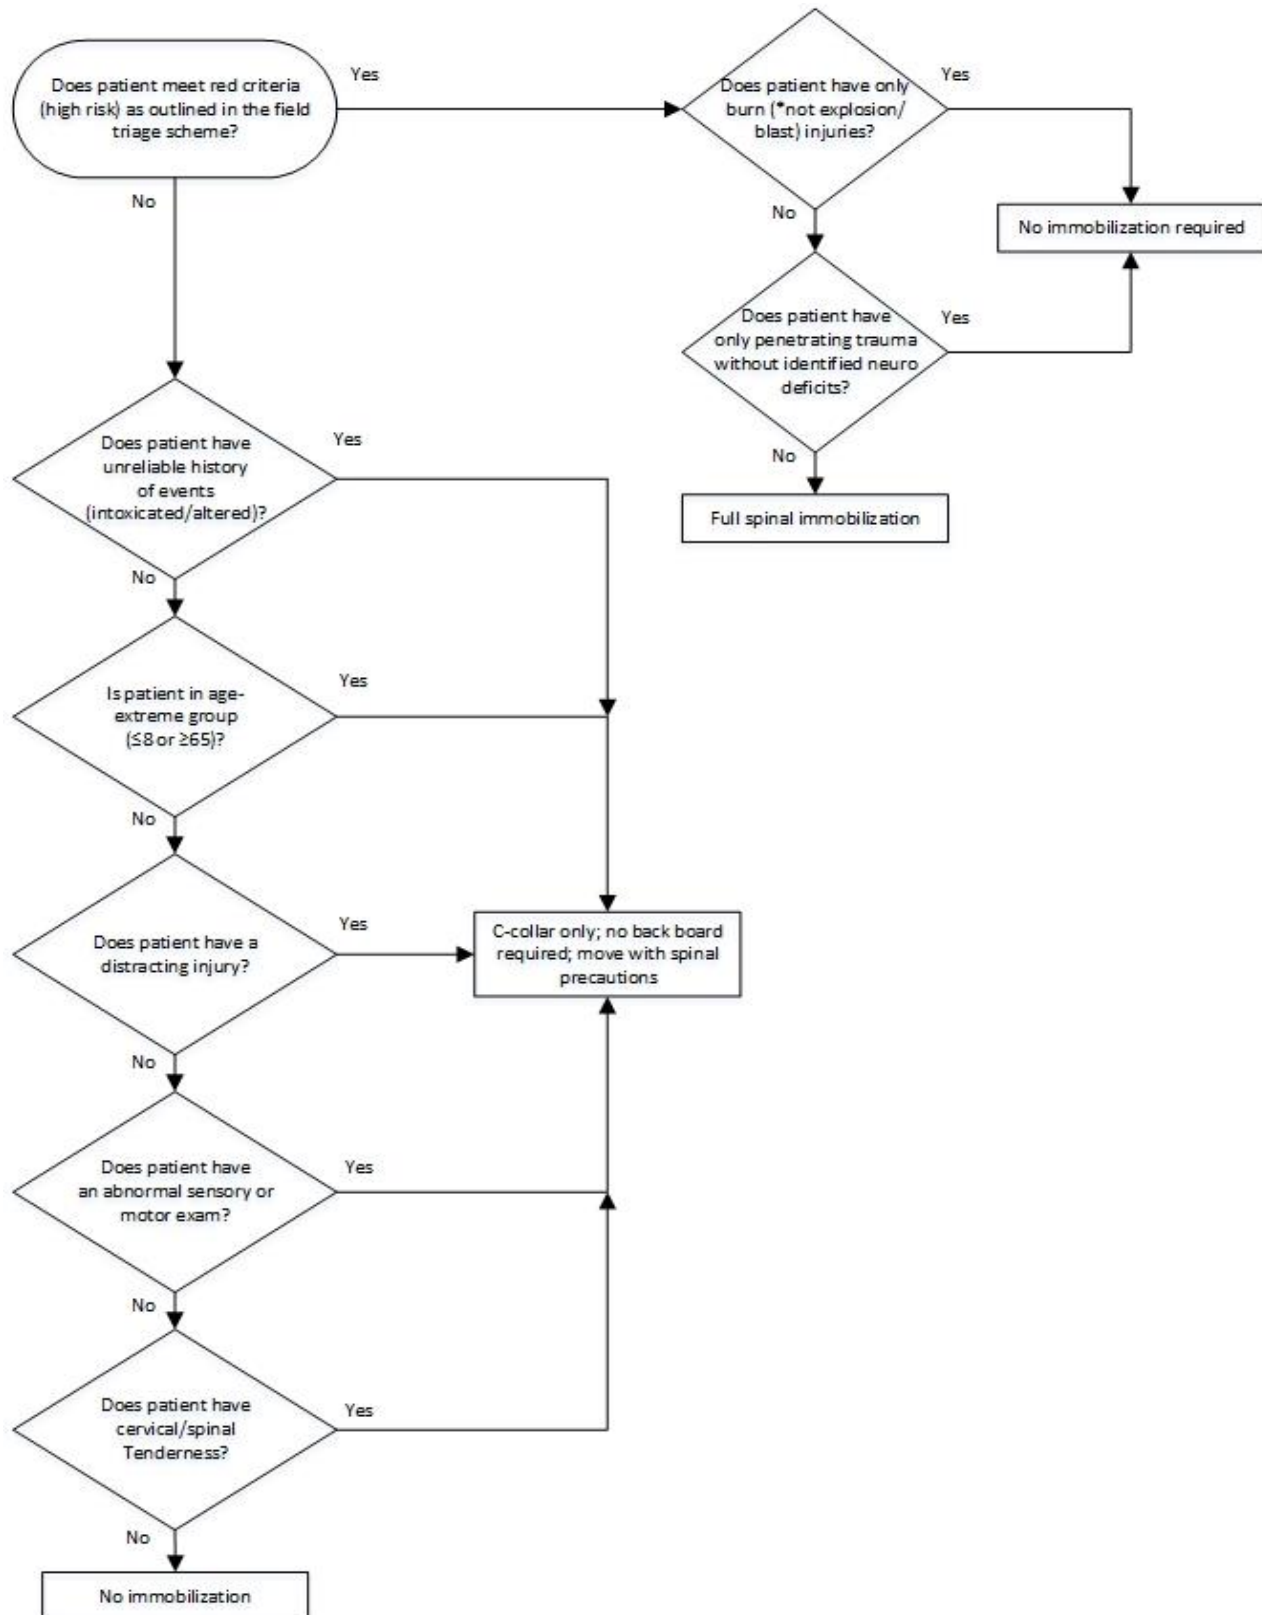 Does patient meet red criteria
(high risk) as outlined in the field
triage scheme?
Yes
Does patient have only
burn (*not explosion/
blast) injuries?
Yes
No
No
No immobilization required
Does patient have
only penetrating trauma
without identified neuro
deficits?
Yes
No
Full spinal immobilization
Does patient have
unreliable history
of events
(intoxicated/altered)?
Yes
No
Is patient in age-
extreme group
(≤8 or ≥65)?
Yes
No
Does patient have a
distracting injury?
Yes
C-collar only; no back board
required; move with spinal
precautions
No
Does patient have
an abnormal sensory or
motor exam?
Yes
No
Does patient have
cervical/spinal
Tenderness?
Yes
No
No immobilization